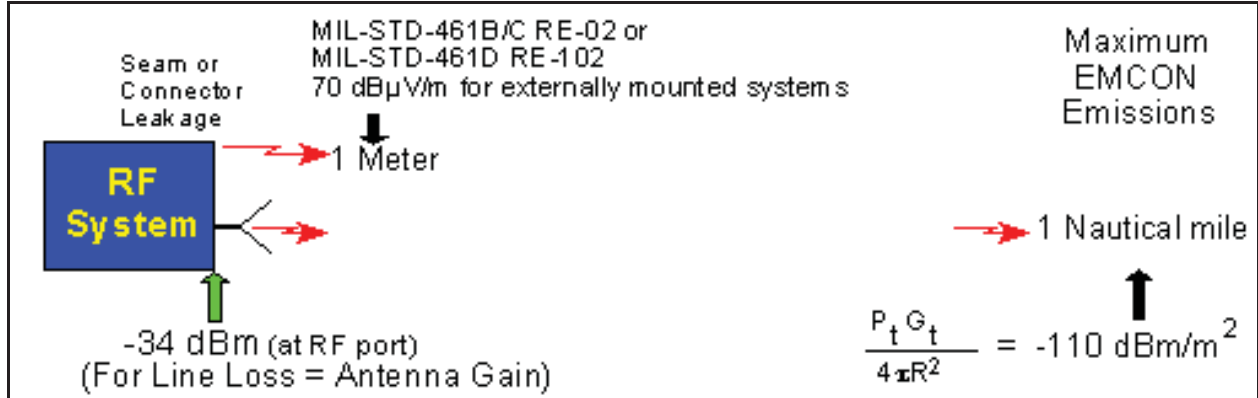 MIL-STD-461B/C RE-02 or
MIL-STD-461D RE-102
70 dBµV/m for externally mounted systems
Seam or
Connector
Leakage
Maximum
EMCON
Emissions
1 Meter
RF
System
1 Nautical mile
-34 dBm (at RF port)
(For Line Loss = Antenna Gain)
PₜGₜ
4πR² = -110 dBm/m²